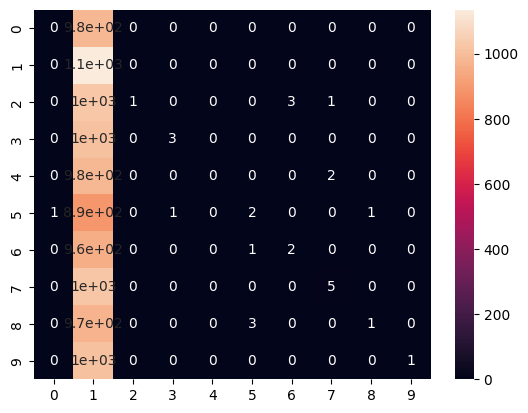 0 0 9.8e+02 0 0 0 0 0 0 0 0
1 0 1.1e+03 0 0 0 0 0 0 0 0
2 0 1e+03 1 0 0 0 3 1 0 0
3 0 1e+03 0 3 0 0 0 0 0 0
4 0 9.8e+02 0 0 0 0 0 2 0 0
5 1 8.9e+02 0 1 0 2 0 0 1 0
6 0 9.6e+02 0 0 0 1 2 0 0 0
7 0 1e+03 0 0 0 0 0 5 0 0
8 0 9.7e+02 0 0 0 3 0 0 1 0
9 0 1e+03 0 0 0 0 0 0 0 1
0 1 2 3 4 5 6 7 8 9
1000
800
600
400
200
0